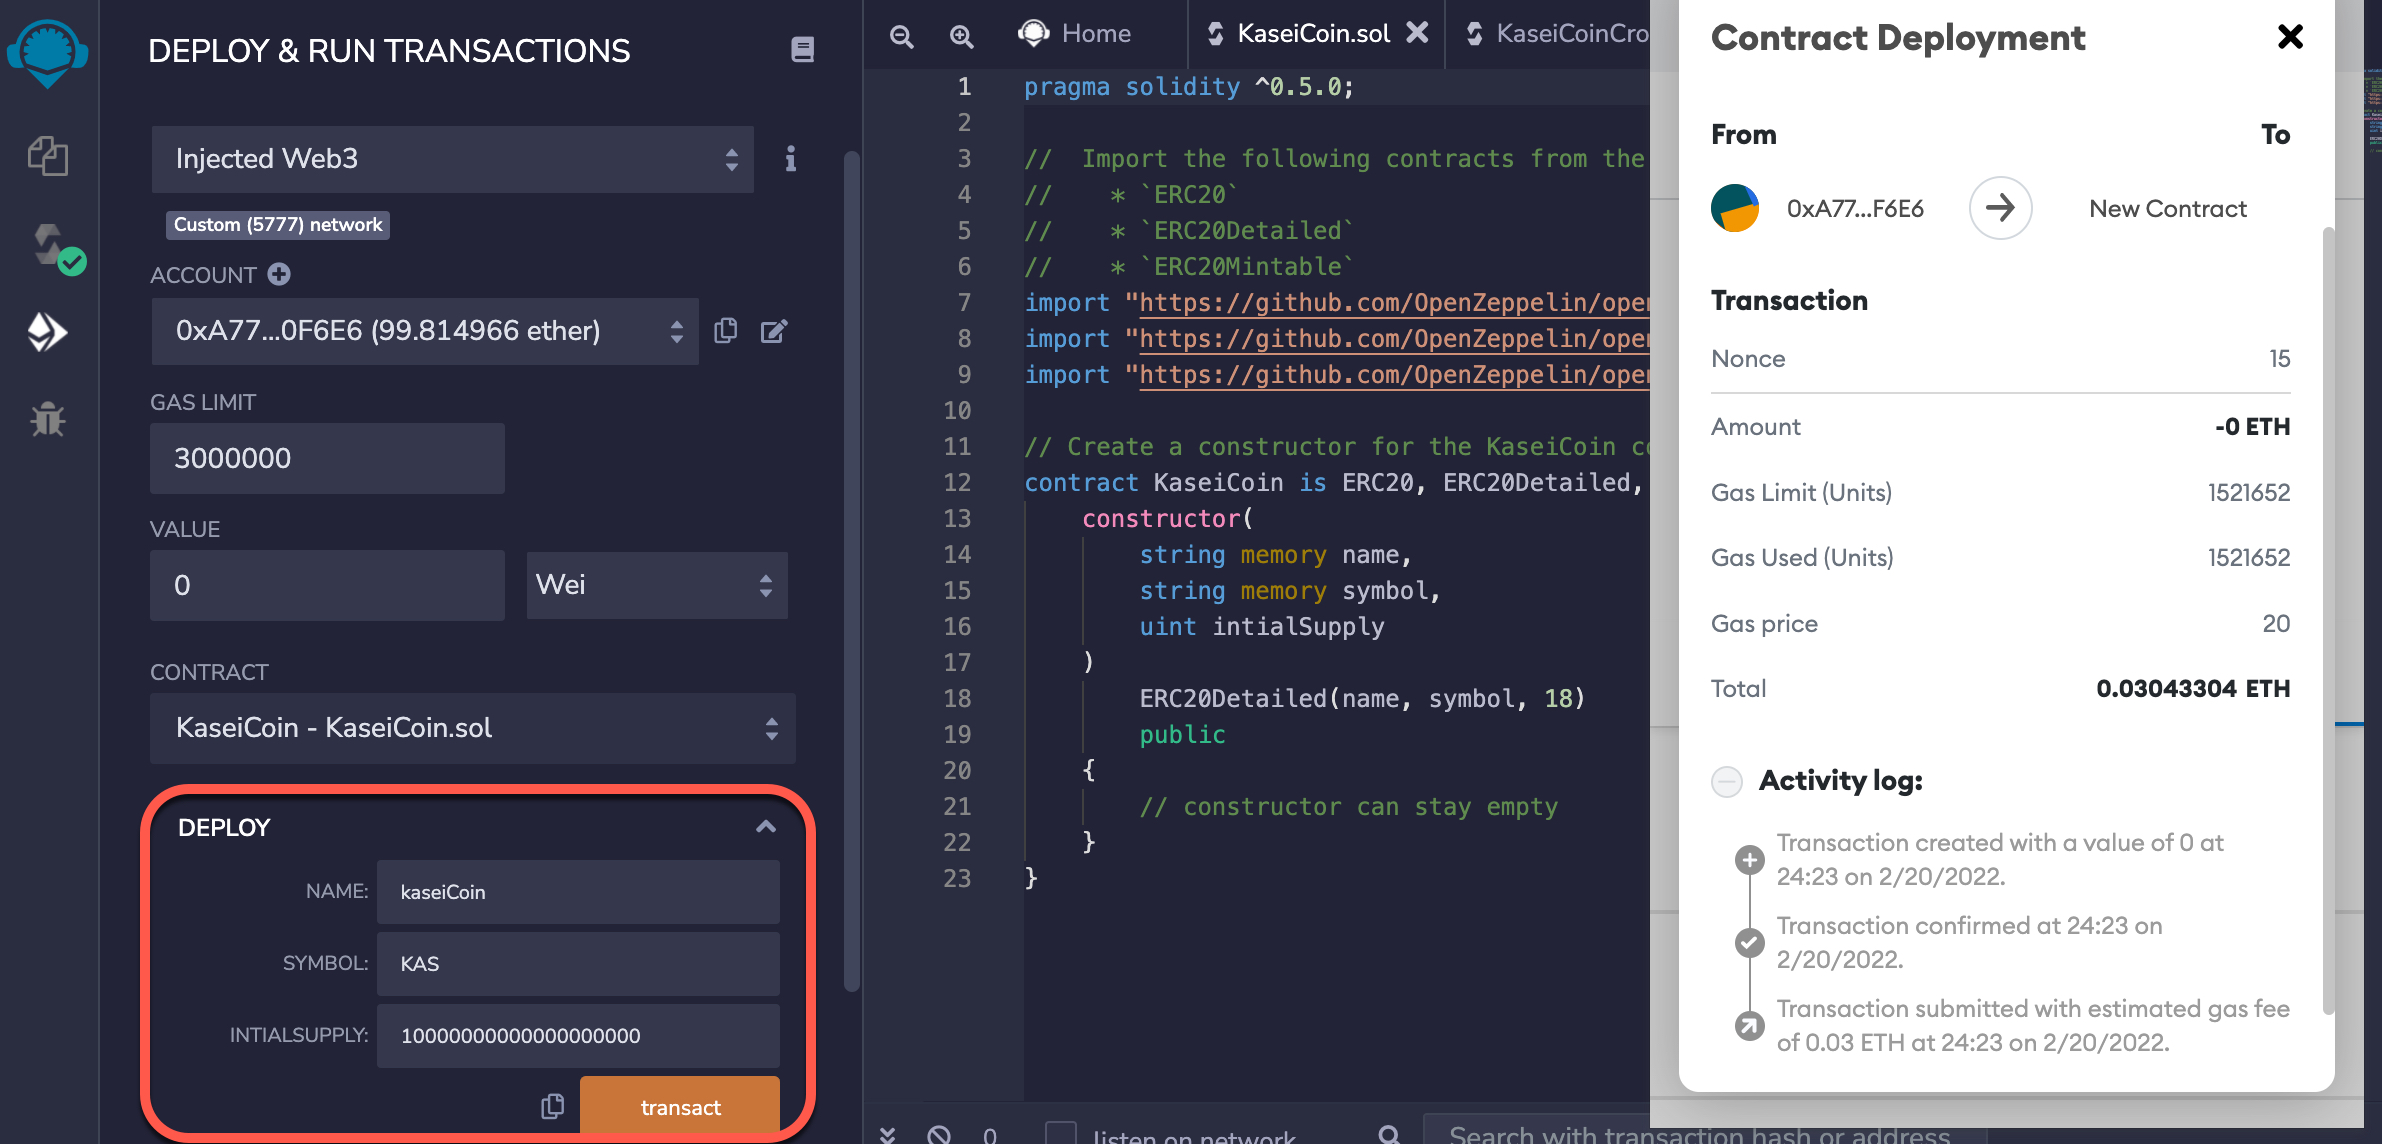 DEPLOY & RUN TRANSACTIONS
Injected Web3
Custom (5777) network
ACCOUNT
0xA77...0F6E6 (99.814966 ether)
GAS LIMIT
3000000
VALUE
0
Wei
CONTRACT
KaseiCoin - KaseiCoin.sol
DEPLOY
NAME:
kaseiCoin
SYMBOL:
KAS
INTIALSUPPLY:
10000000000000000000
transact
Home
KaseiCoin.sol
KaseiCoinCro
1 pragma solidity ^0.5.0;
2
3 //  Import the following contracts from the
4 //    * `ERC20`
5 //    * `ERC20Detailed`
6 //    * `ERC20Mintable`
7 import "https://github.com/OpenZeppelin/open
8 import "https://github.com/OpenZeppelin/open
9 import "https://github.com/OpenZeppelin/open
10
11 // Create a constructor for the KaseiCoin co
12 contract KaseiCoin is ERC20, ERC20Detailed,
13     constructor(
14         string memory name,
15         string memory symbol,
16         uint intialSupply
17     )
18         ERC20Detailed(name, symbol, 18)
19         public
20     {
21         // constructor can stay empty
22     }
23 }
0
listen on network
Search with transaction hash or address
Contract Deployment
From
To
0xA77...F6E6
New Contract
Transaction
Nonce
15
Amount
-0 ETH
Gas Limit (Units)
1521652
Gas Used (Units)
1521652
Gas price
20
Total
0.03043304 ETH
Activity log:
Transaction created with a value of 0 at
24:23 on 2/20/2022.
Transaction confirmed at 24:23 on
2/20/2022.
Transaction submitted with estimated gas fee
of 0.03 ETH at 24:23 on 2/20/2022.